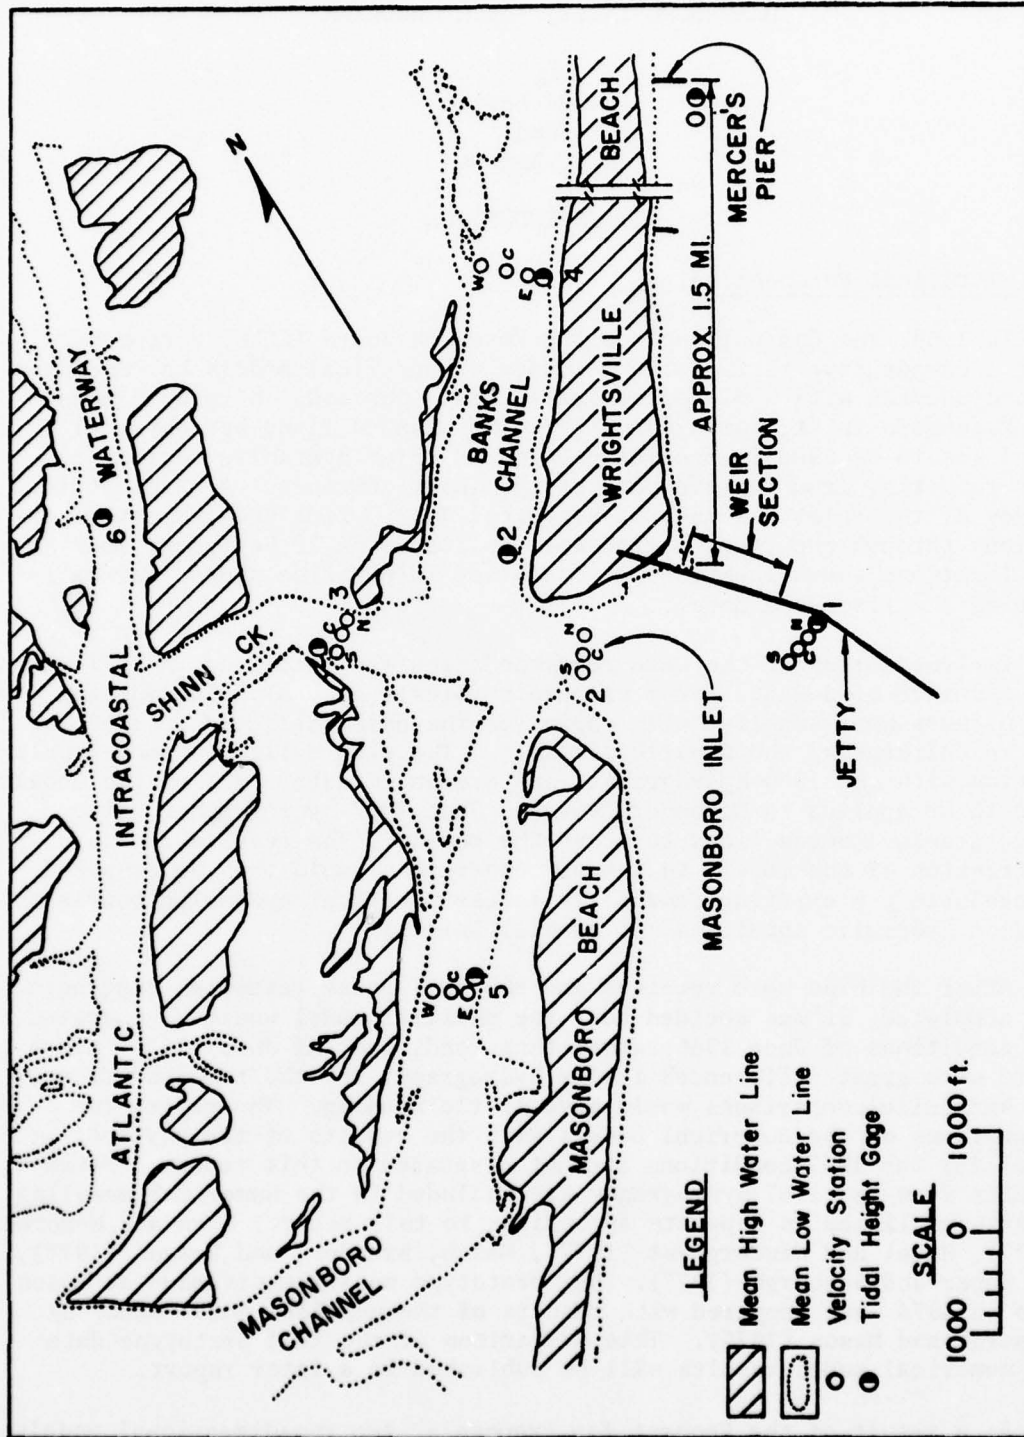 N
ATLANTIC
INTRACOASTAL
WATERWAY
6
SHINN CK.
3
S
C
N
BANKS
CHANNEL
W
C
E
4
2
WRIGHTSVILLE
BEACH
APPROX. 1.5 MI.
MERCER'S
PIER
0
WEIR
SECTION
S
C
N
1
JETTY
S
C
N
2
MASONBORO INLET
W
C
E
5
MASONBORO
BEACH
MASONBORO
CHANNEL
LEGEND
Mean High Water Line
Mean Low Water Line
Velocity Station
Tidal Height Gage
SCALE
1000 0 1000 ft.